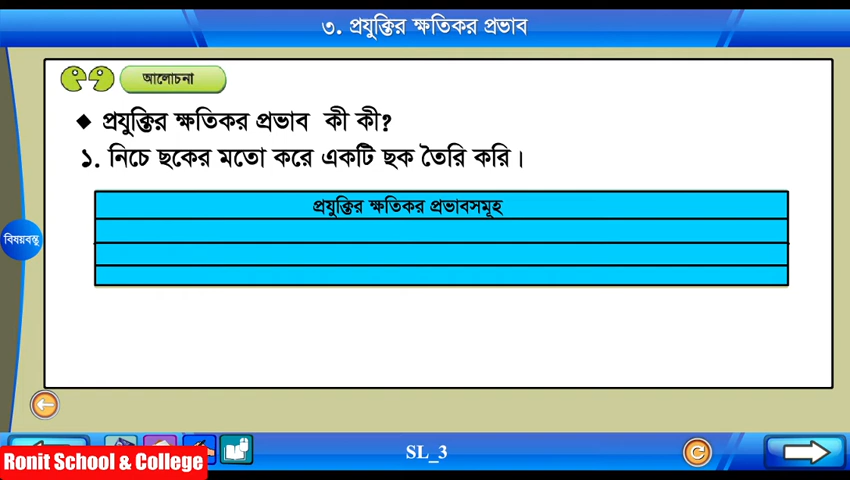 ৩. প্রযুক্তির ক্ষতিকর প্রভাব
আলোচনা
◆ প্রযুক্তির ক্ষতিকর প্রভাব কী কী?
১. নিচে ছকের মতো করে একটি ছক তৈরি করি।
প্রযুক্তির ক্ষতিকর প্রভাবসমূহ
বিষয়বস্তু
SL_3
Ronit School & College